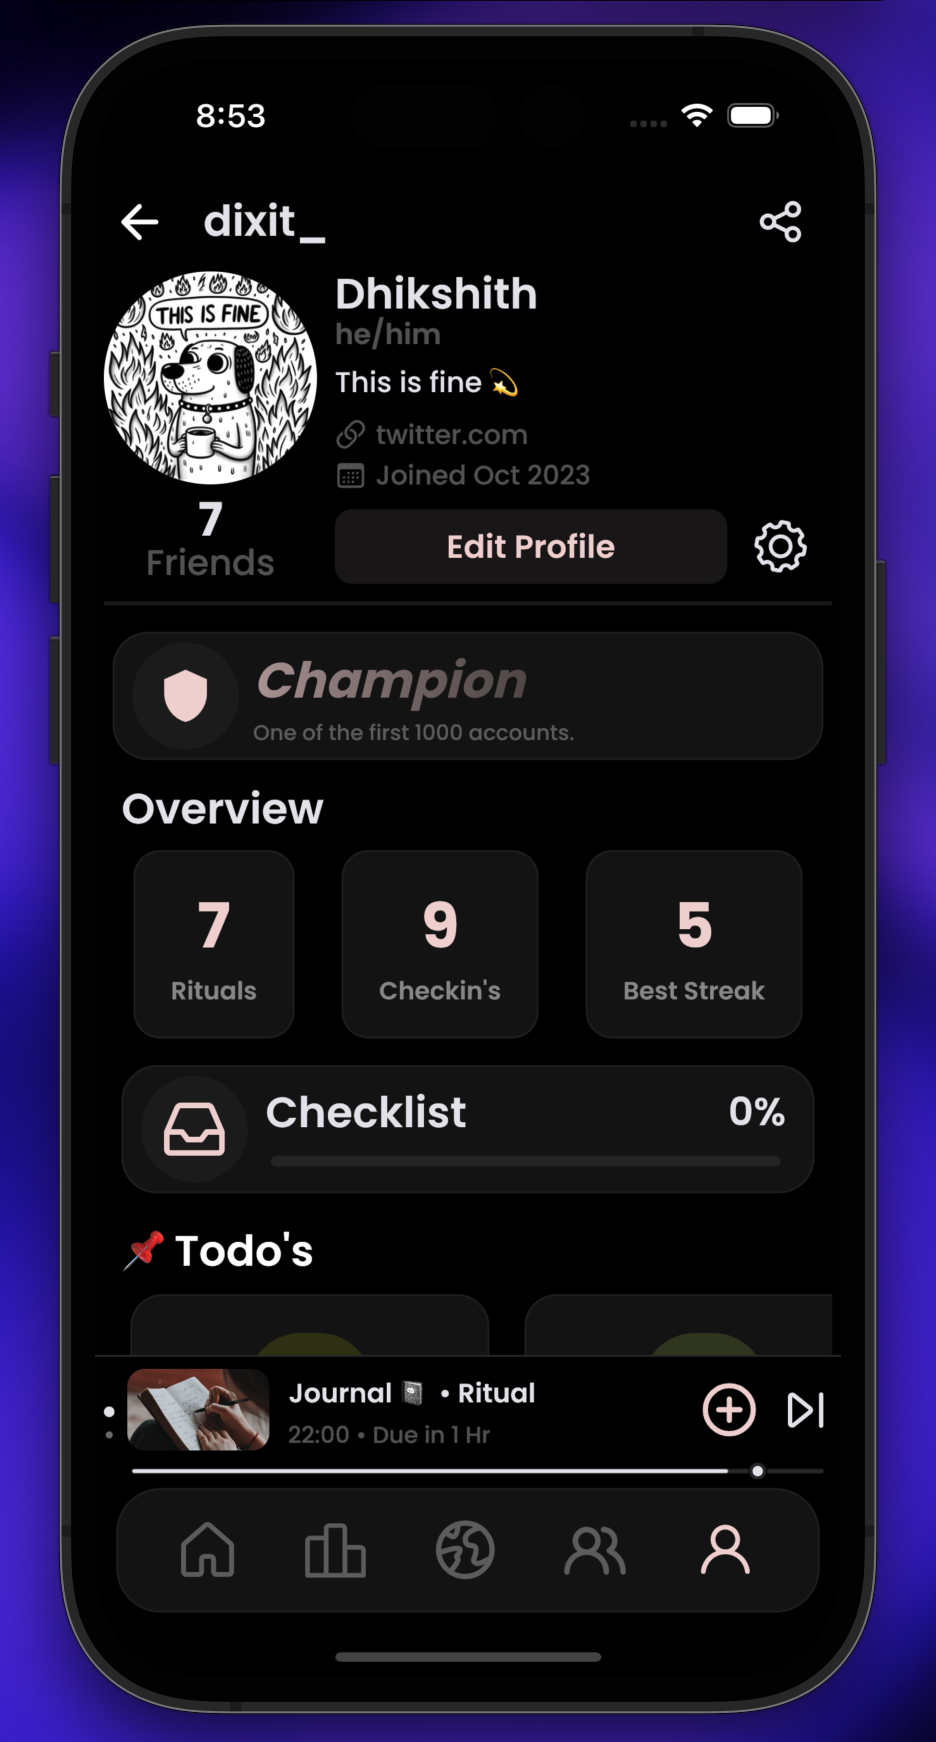 8:53
dixit_
THIS IS FINE
Dhikshith
he/him
This is fine 💫
twitter.com
Joined Oct 2023
7
Friends
Edit Profile
Champion
One of the first 1000 accounts.
Overview
7
Rituals
9
Checkin's
5
Best Streak
Checklist
0%
📌 Todo's
Journal 📓 • Ritual
22:00 • Due in 1 Hr